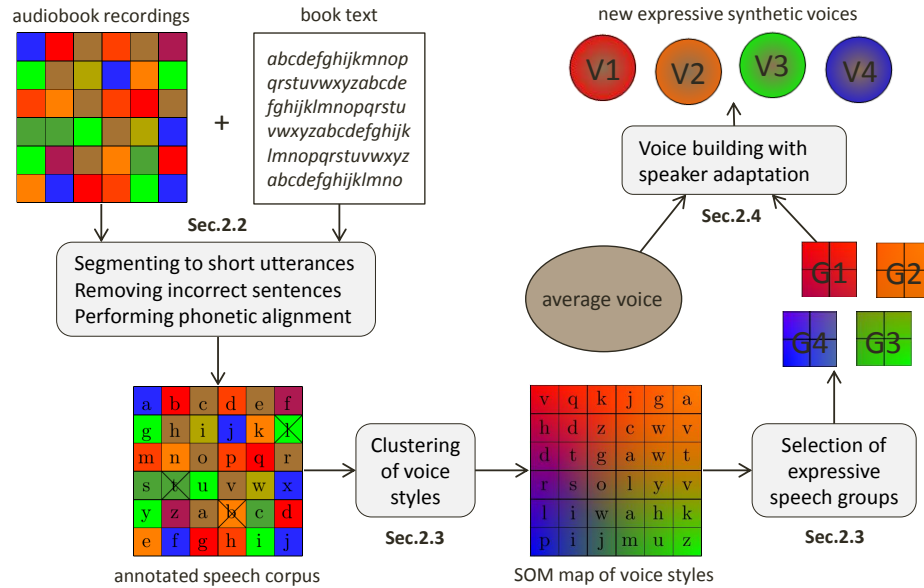 audiobook recordings
book text
new expressive synthetic voices
abcdefghijkmnop
qrstuvwxyzabcde
fghijklmnopqrstu
vwxyzabcdefghijk
lmnopqrstuvwxyz
abcdefghijklmno
+
V1
V2
V3
V4
Voice building with
speaker adaptation
Sec.2.2
Sec.2.4
Segmenting to short utterances
Removing incorrect sentences
Performing phonetic alignment
average voice
G1
G2
G4
G3
a b c d e f
g h i j k l
m n o p q r
s t u v w x
y z a b c d
e f g h i j
Clustering
of voice
styles
v q k j g a
h d z c w v
d t g a w t
r s o l y v
l i w a h k
p i j m u z
Selection of
expressive
speech groups
Sec.2.3
Sec.2.3
annotated speech corpus
SOM map of voice styles